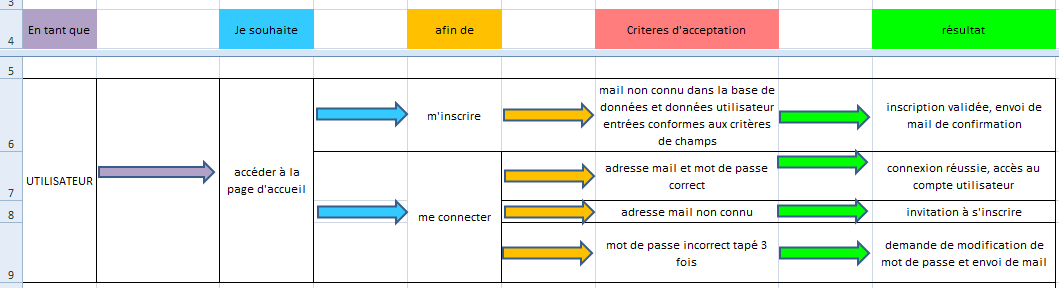 3
4
En tant que
Je souhaite
afin de
Criteres d'acceptation
résultat
5
6
m'inscrire
mail non connu dans la base de
données et données utilisateur
entrées conformes aux critères
de champs
inscription validée, envoi de
mail de confirmation
7
UTILISATEUR
accéder à la
page d'accueil
adresse mail et mot de passe
correct
connexion réussie, accès au
compte utilisateur
8
me connecter
adresse mail non connu
invitation à s'inscrire
9
mot de passe incorrect tapé 3
fois
demande de modification de
mot de passe et envoi de mail